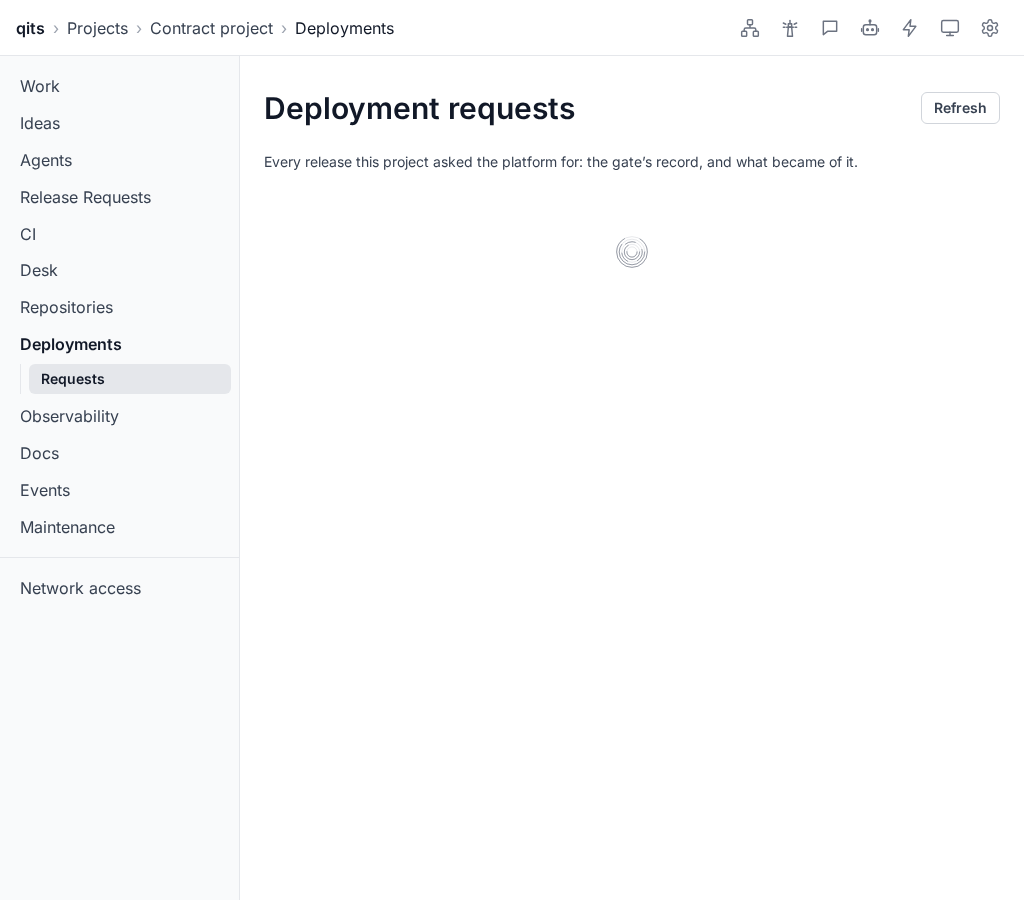 qits › Projects › Contract project › Deployments
Work
Ideas
Agents
Release Requests
CI
Desk
Repositories
Deployments
Requests
Observability
Docs
Events
Maintenance
Network access
Deployment requests
Refresh
Every release this project asked the platform for: the gate’s record, and what became of it.